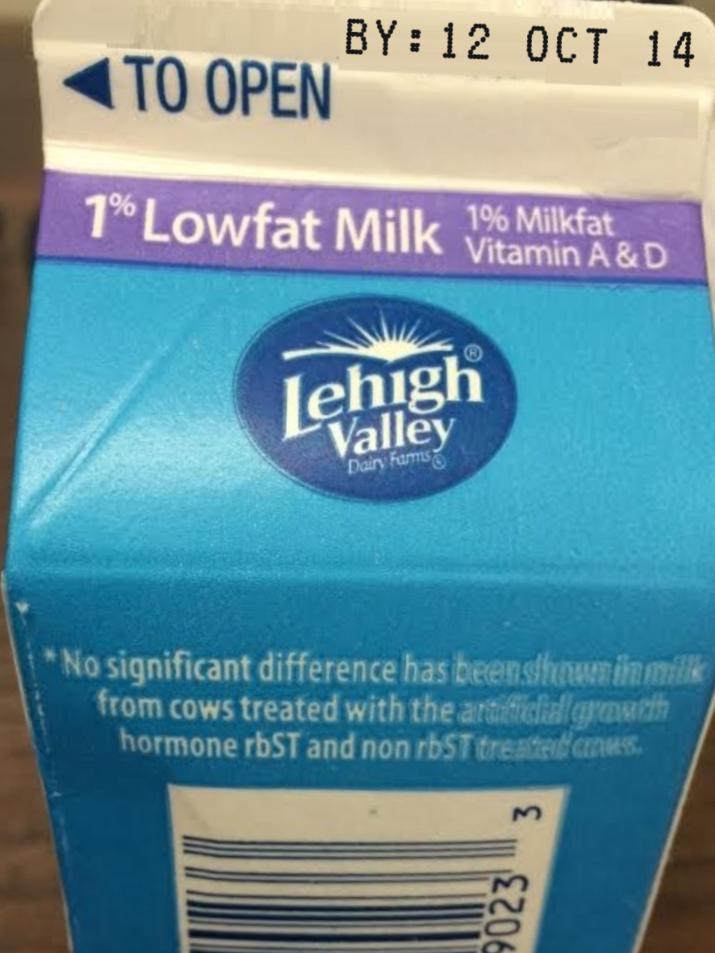 BY: 12 OCT 14
TO OPEN
1% Lowfat Milk
1% Milkfat
Vitamin A & D
Lehigh®
Valley
Dairy Farms®
* No significant difference has been shown in milk
from cows treated with the artificial growth
hormone rbST and non rbST treated cows.
9023 3